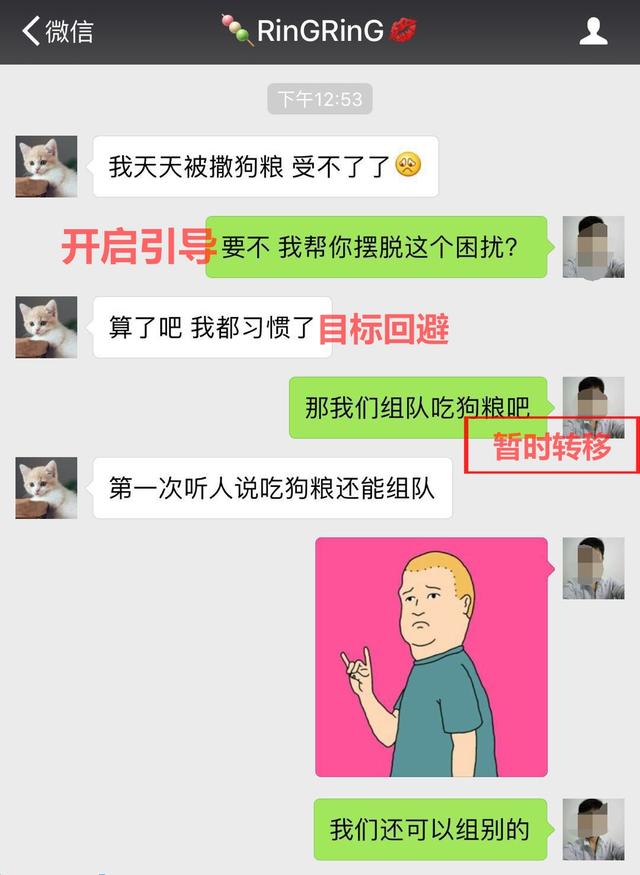 微信
RinGRinG
下午12:53
我天天被撒狗粮 受不了了
开启引导
要不 我帮你摆脱这个困扰?
算了吧 我都习惯了
目标回避
那我们组队吃狗粮吧
暂时转移
第一次听人说吃狗粮还能组队
我们还可以组别的